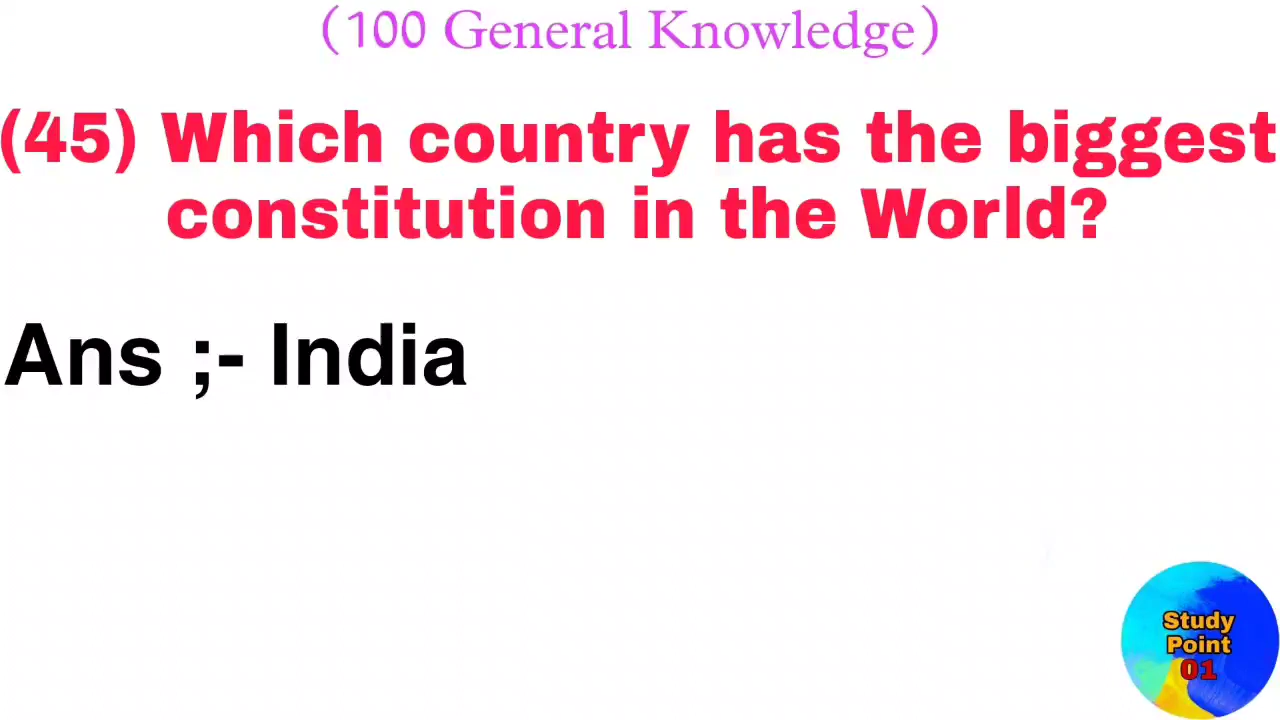 (100 General Knowledge)
(45) Which country has the biggest
constitution in the World?
Ans ;- India
Study
Point
01